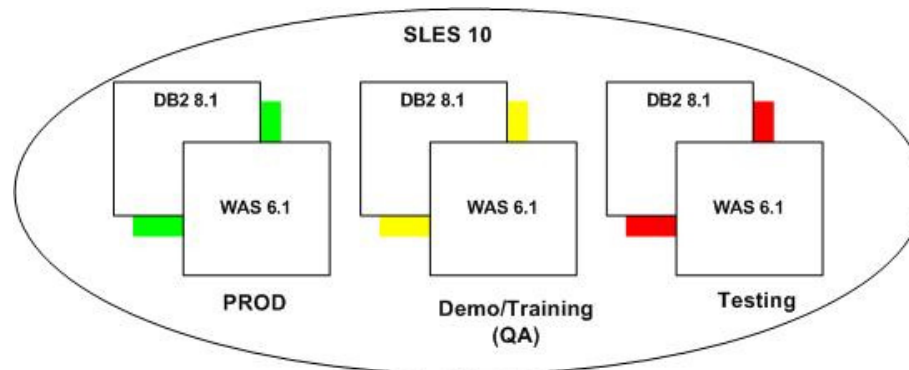 SLES 10
DB2 8.1
WAS 6.1
PROD
DB2 8.1
WAS 6.1
Demo/Training
(QA)
DB2 8.1
WAS 6.1
Testing